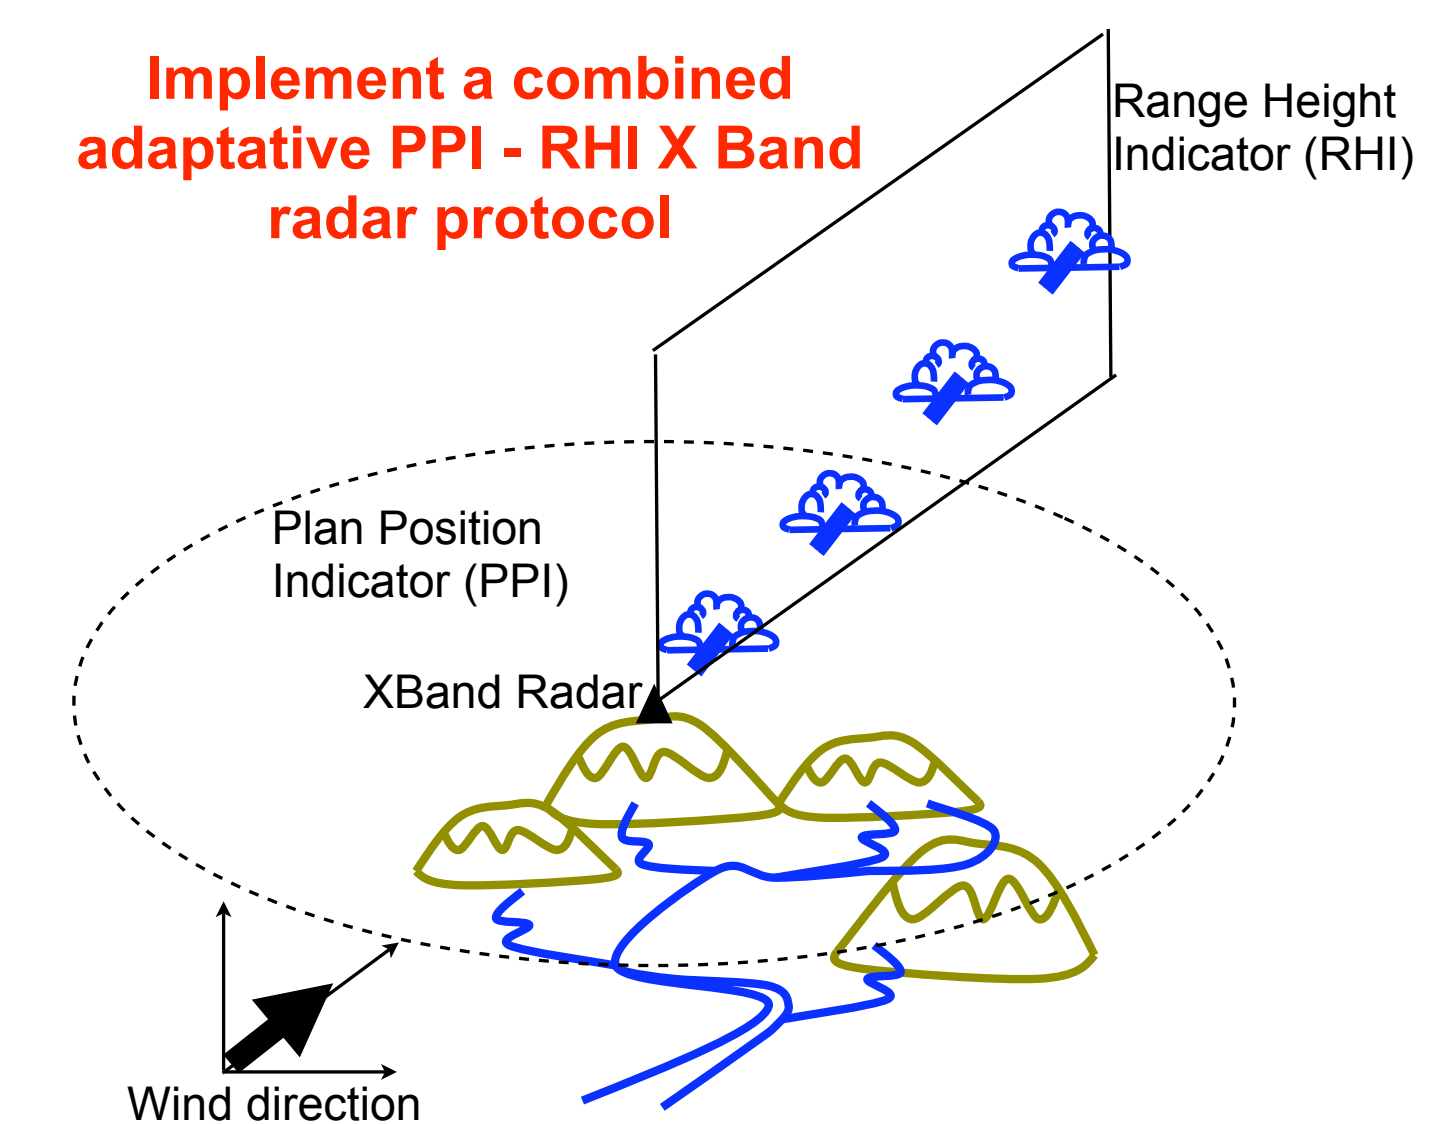 Implement a combined
adaptative PPI - RHI X Band
radar protocol
Range Height
Indicator (RHI)
Plan Position
Indicator (PPI)
XBand Radar
Wind direction